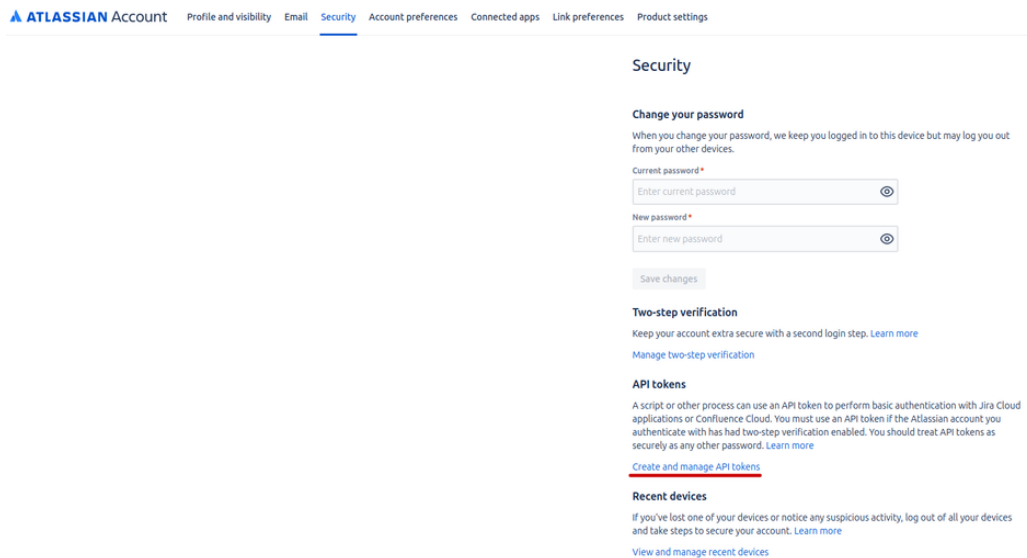 ATLASSIAN Account Profile and visibility Email Security Account preferences Connected apps Link preferences Product settings
Security
Change your password
When you change your password, we keep you logged in to this device but may log you out
from your other devices.
Current password *
Enter current password
New password *
Enter new password
Save changes
Two-step verification
Keep your account extra secure with a second login step. Learn more
Manage two-step verification
API tokens
A script or other process can use an API token to perform basic authentication with Jira Cloud
applications or Confluence Cloud. You must use an API token if the Atlassian account you
authenticate with has had two-step verification enabled. You should treat API tokens as
securely as any other password. Learn more
Create and manage API tokens
Recent devices
If you've lost one of your devices or notice any suspicious activity, log out of all your devices
and take steps to secure your account. Learn more
View and manage recent devices